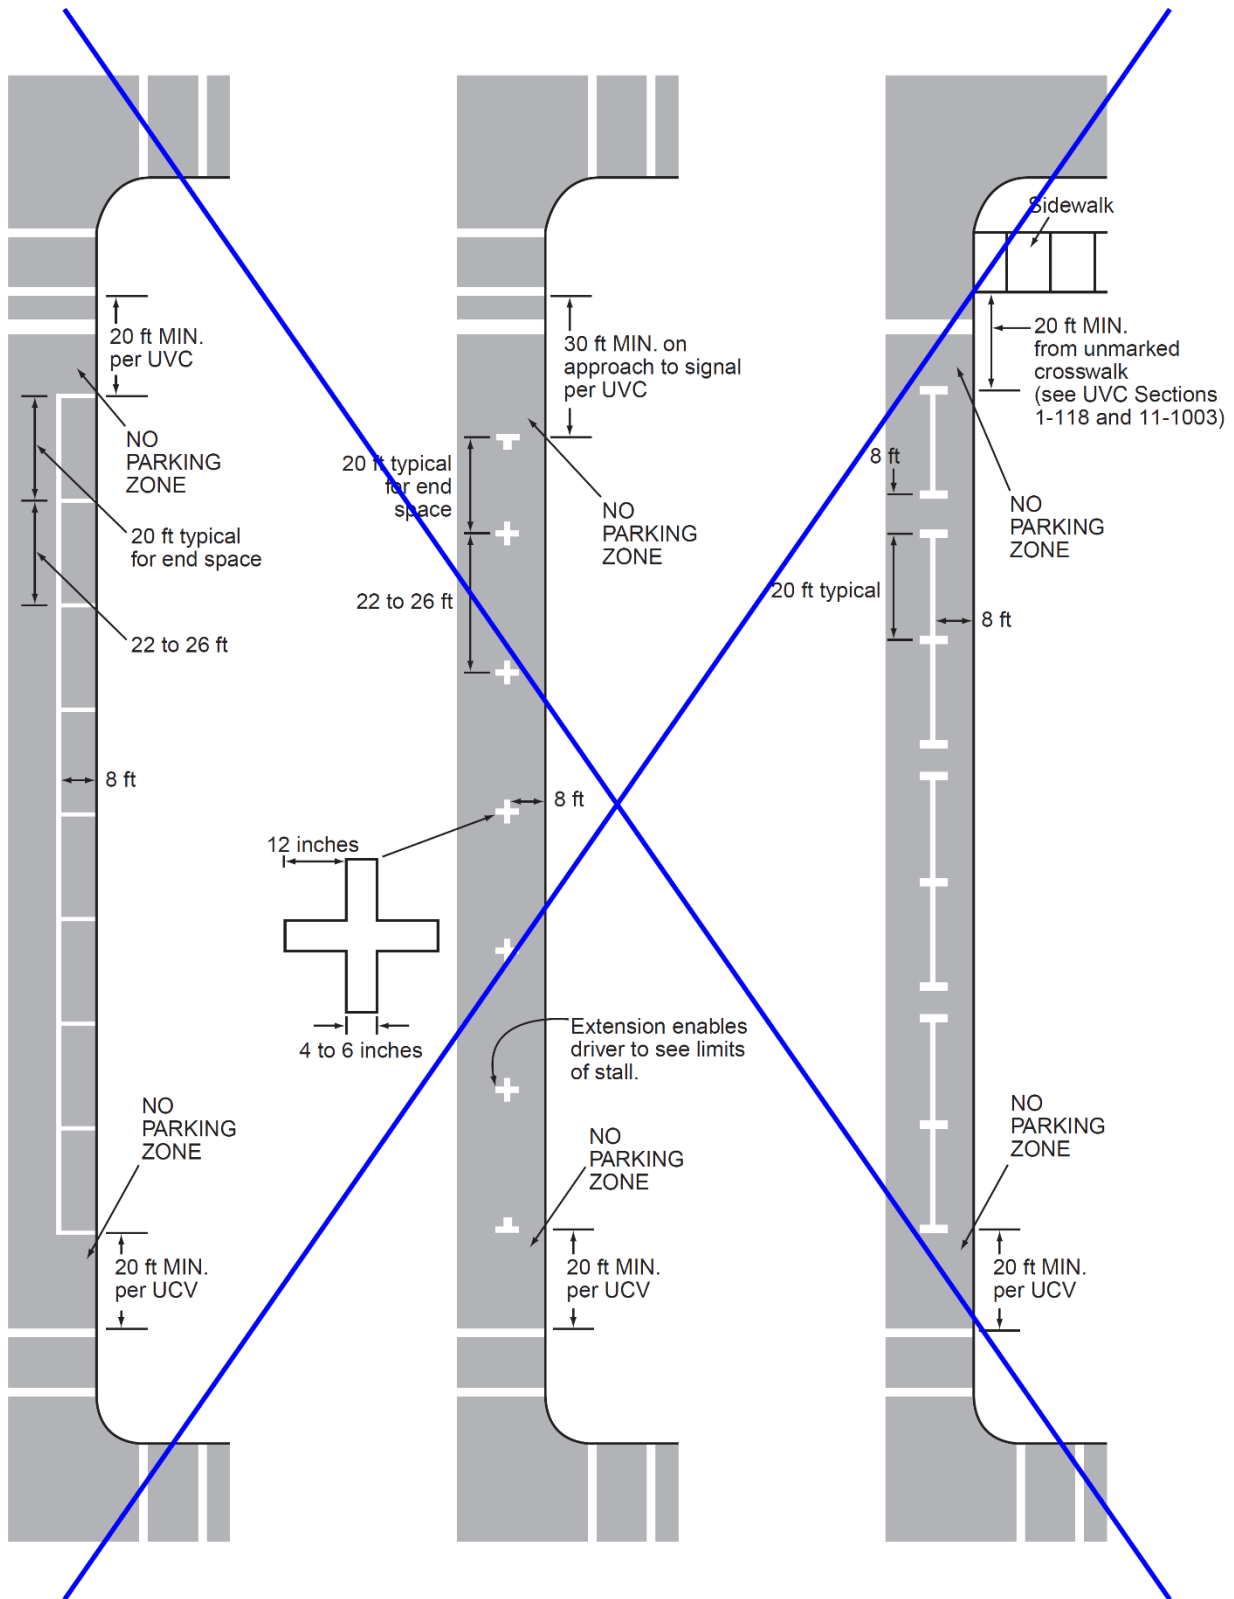 20 ft MIN.
per UVC
NO
PARKING
ZONE
20 ft typical
for end space
22 to 26 ft
8 ft
NO
PARKING
ZONE
20 ft MIN.
per UCV
30 ft MIN. on
approach to signal
per UVC
20 ft typical
for end
space
NO
PARKING
ZONE
22 to 26 ft
8 ft
12 inches
4 to 6 inches
Extension enables
driver to see limits
of stall.
NO
PARKING
ZONE
20 ft MIN.
per UCV
Sidewalk
20 ft MIN.
from unmarked
crosswalk
(see UVC Sections
1-118 and 11-1003)
8 ft
NO
PARKING
ZONE
20 ft typical
8 ft
NO
PARKING
ZONE
20 ft MIN.
per UCV